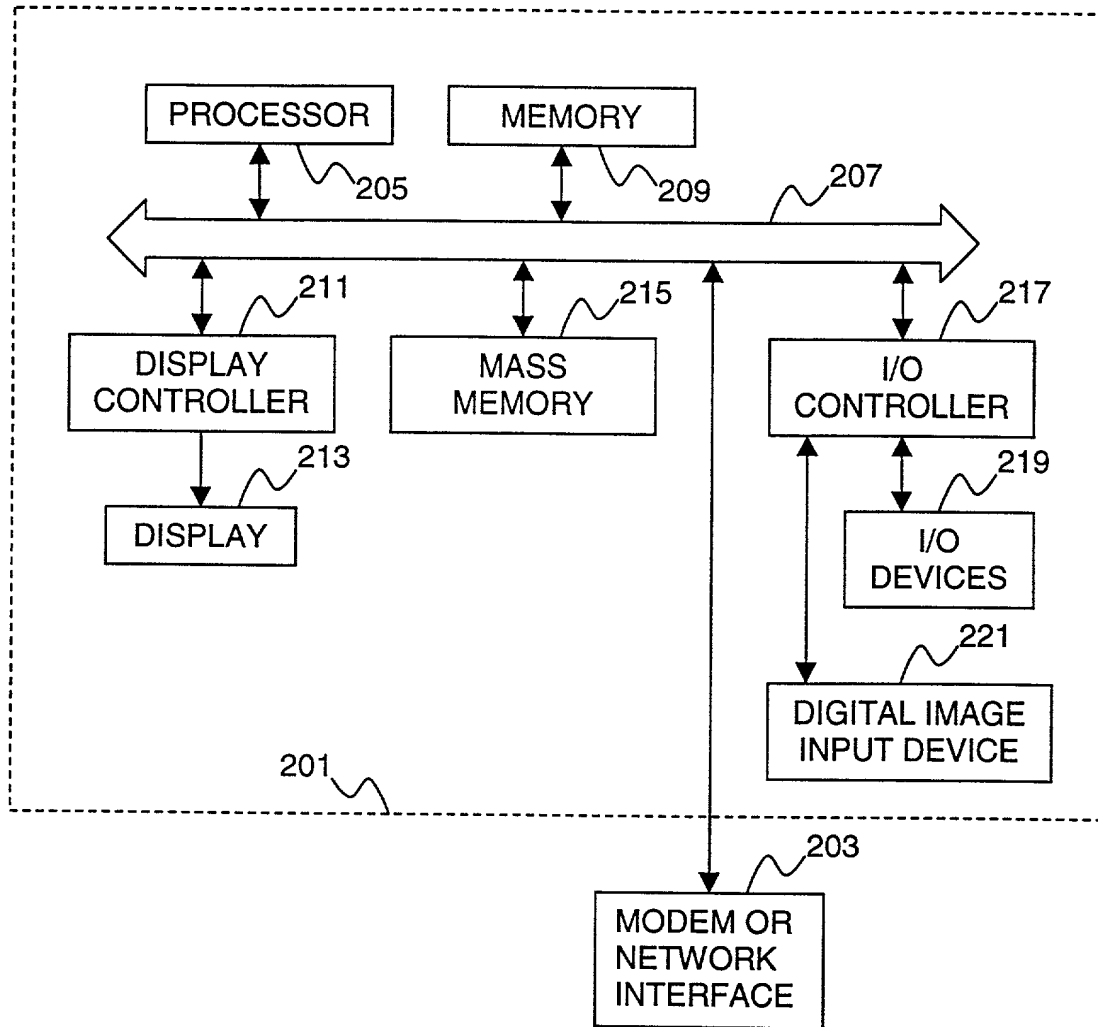 PROCESSOR
MEMORY
205
209
207
211
215
217
DISPLAY
CONTROLLER
MASS
MEMORY
I/O
CONTROLLER
213
219
DISPLAY
I/O
DEVICES
221
DIGITAL IMAGE
INPUT DEVICE
201
203
MODEM OR
NETWORK
INTERFACE